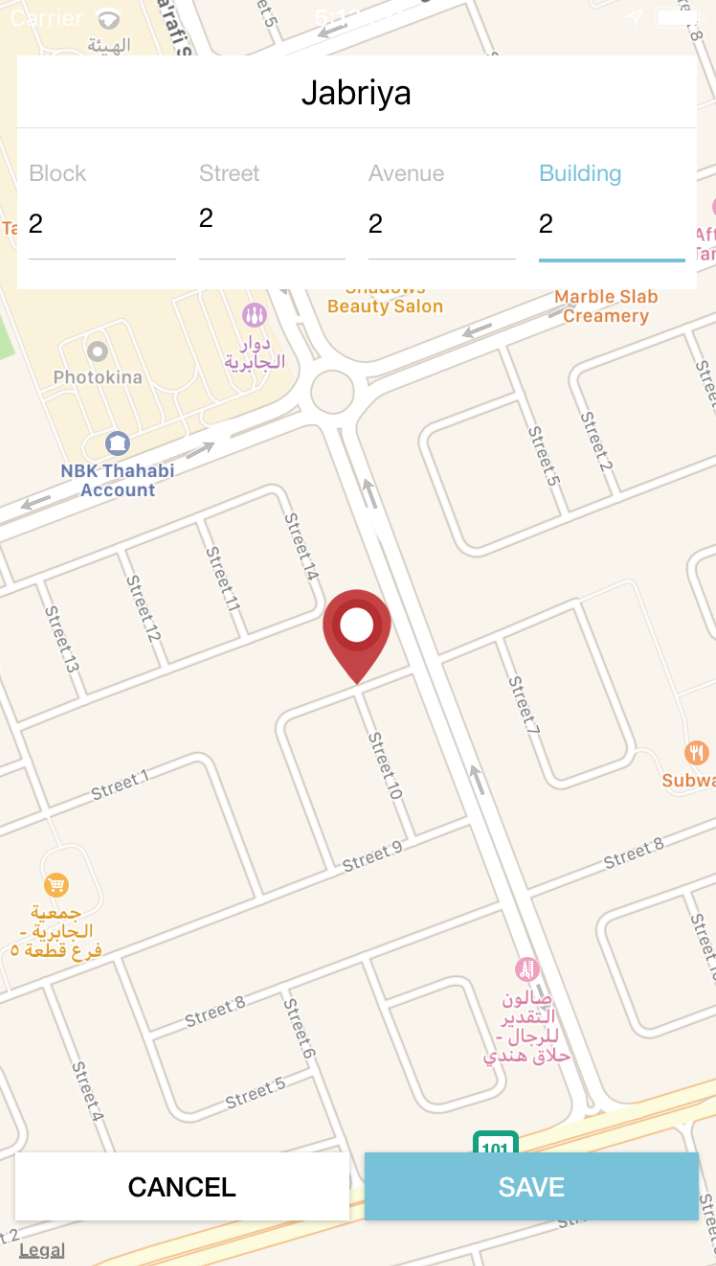 Carrier
الهيئة
Jabriya
Block
Street
Avenue
Building
2
2
2
2
Shadows
Beauty Salon
Marble Slab
Creamery
دوار
الجابرية
Photokina
NBK Thahabi
Account
Street 5
Street 2
Street 14
Street 11
Street 12
Street 13
Street 7
Street 10
Street 1
Street 9
Street 8
جمعية
الجابرية -
فرع قطعة ٥
صالون
التقدير
للرجال -
حلاق هندي
Street 8
Street 6
Street 5
Street 4
101
CANCEL
SAVE
Legal